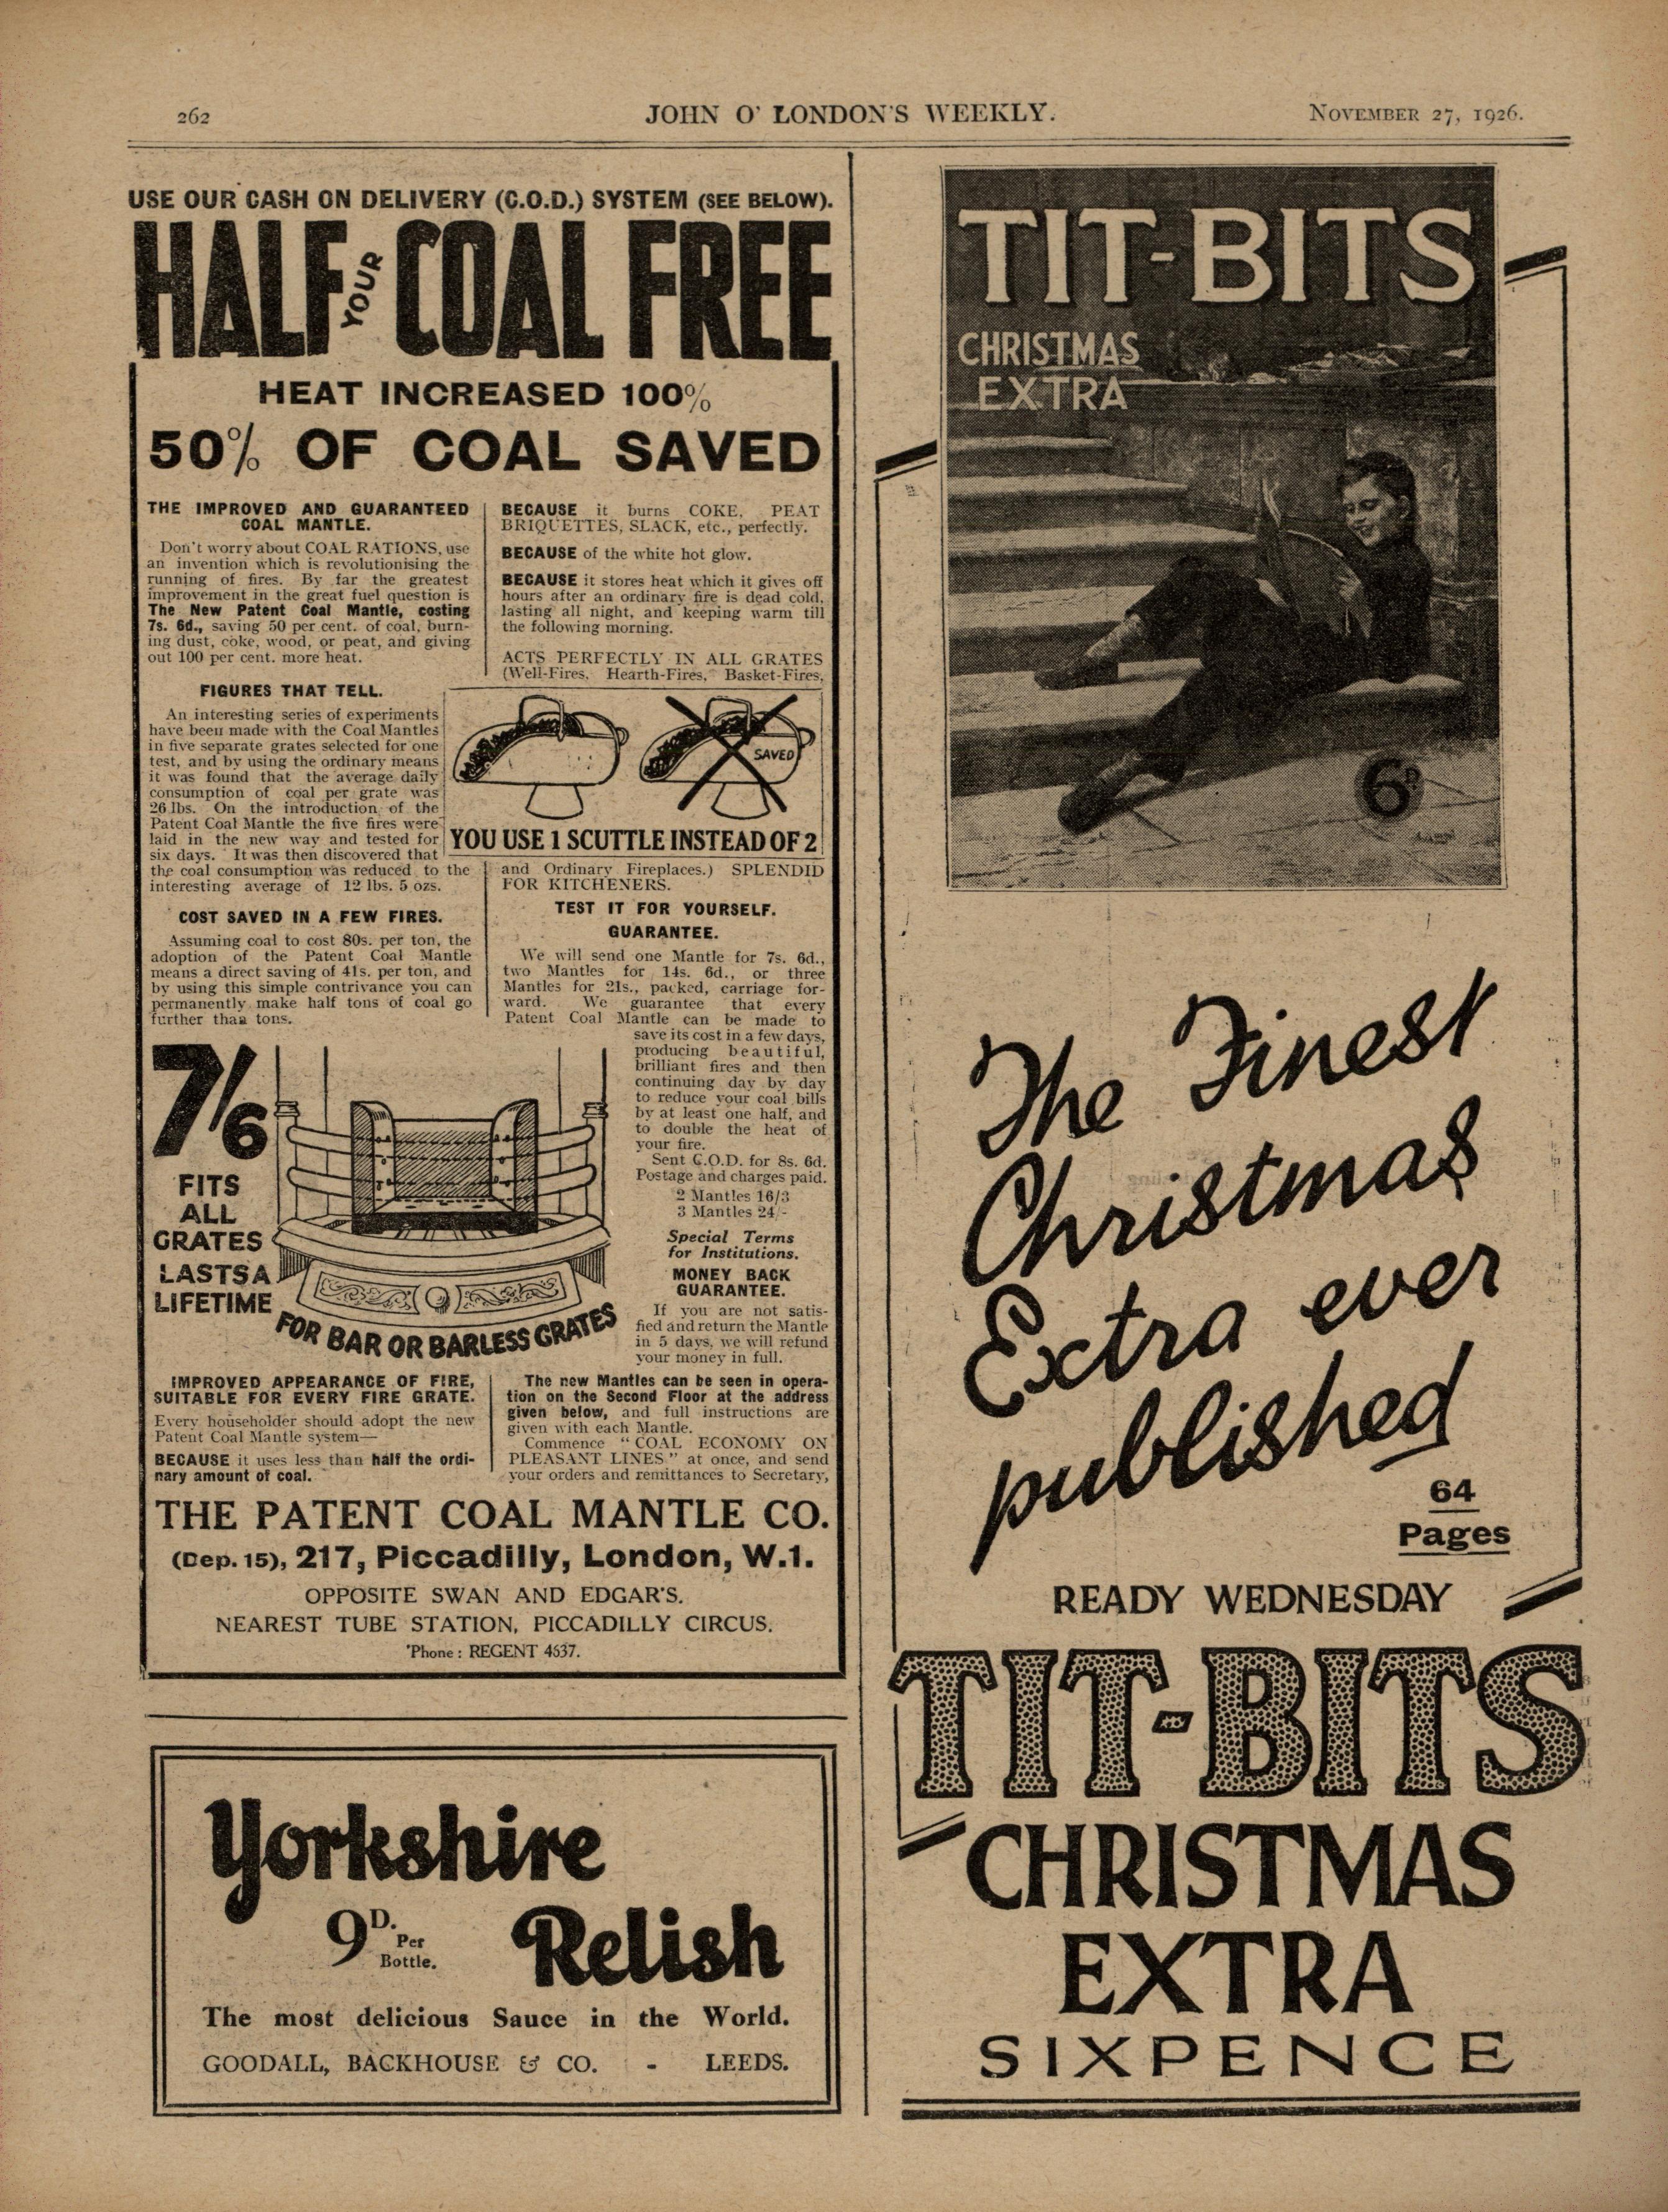 262
JOHN O' LONDON'S WEEKLY.
NOVEMBER 27, 1926.
USE OUR CASH ON DELIVERY (C.O.D.) SYSTEM (SEE BELOW).
HALF YOUR COAL FREE
HEAT INCREASED 100%
50% OF COAL SAVED
THE IMPROVED AND GUARANTEED
COAL MANTLE.
Don't worry about COAL RATIONS, use
an invention which is revolutionising the
running of fires. By far the greatest
improvement in the great fuel question is
The New Patent Coal Mantle, costing
7s. 6d., saving 50 per cent. of coal, burn-
ing dust, coke, wood, or peat, and giving
out 100 per cent. more heat.
FIGURES THAT TELL.
An interesting series of experiments
have been made with the Coal Mantles
in five separate grates selected for one
test, and by using the ordinary means
it was found that the average daily
consumption of coal per grate was
26 lbs. On the introduction of the
Patent Coal Mantle the five fires were
laid in the new way and tested for
six days. It was then discovered that
the coal consumption was reduced to the
interesting average of 12 lbs. 5 ozs.
COST SAVED IN A FEW FIRES.
Assuming coal to cost 80s. per ton, the
adoption of the Patent Coal Mantle
means a direct saving of 41s. per ton, and
by using this simple contrivance you can
permanently make half tons of coal go
further than tons.
7/6
FITS
ALL
GRATES
LASTS A
LIFETIME
FOR BAR OR BARLESS GRATES
IMPROVED APPEARANCE OF FIRE,
SUITABLE FOR EVERY FIRE GRATE.
Every householder should adopt the new
Patent Coal Mantle system—
BECAUSE it uses less than half the ordi-
nary amount of coal.
BECAUSE it burns COKE, PEAT
BRIQUETTES, SLACK, etc., perfectly.
BECAUSE of the white hot glow.
BECAUSE it stores heat which it gives off
hours after an ordinary fire is dead cold,
lasting all night, and keeping warm till
the following morning.
ACTS PERFECTLY IN ALL GRATES
(Well-Fires, Hearth-Fires, Basket-Fires,
SAVED
YOU USE 1 SCUTTLE INSTEAD OF 2
and Ordinary Fireplaces.) SPLENDID
FOR KITCHENERS.
TEST IT FOR YOURSELF.
GUARANTEE.
We will send one Mantle for 7s. 6d.,
two Mantles for 14s. 6d., or three
Mantles for 21s., packed, carriage for-
ward. We guarantee that every
Patent Coal Mantle can be made to
save its cost in a few days,
producing beautiful,
brilliant fires and then
continuing day by day
to reduce your coal bills
by at least one half, and
to double the heat of
your fire.
Sent C.O.D. for 8s. 6d.
Postage and charges paid.
2 Mantles 16/3
3 Mantles 24/-
Special Terms
for Institutions.
MONEY BACK
GUARANTEE.
If you are not satis-
fied and return the Mantle
in 5 days, we will refund
your money in full.
The new Mantles can be seen in opera-
tion on the Second Floor at the address
given below, and full instructions are
given with each Mantle.
Commence "COAL ECONOMY ON
PLEASANT LINES" at once, and send
your orders and remittances to Secretary,
THE PATENT COAL MANTLE CO.
(Dep. 15), 217, Piccadilly, London, W.1.
OPPOSITE SWAN AND EDGAR'S.
NEAREST TUBE STATION, PICCADILLY CIRCUS.
'Phone: REGENT 4637.
Yorkshire
9D. Per
Bottle.
Relish
The most delicious Sauce in the World.
GOODALL, BACKHOUSE & CO. - LEEDS.
TIT-BITS
CHRISTMAS
EXTRA
6D
The Finest
Christmas
Extra ever
published
64
Pages
READY WEDNESDAY
TIT-BITS
CHRISTMAS
EXTRA
SIXPENCE